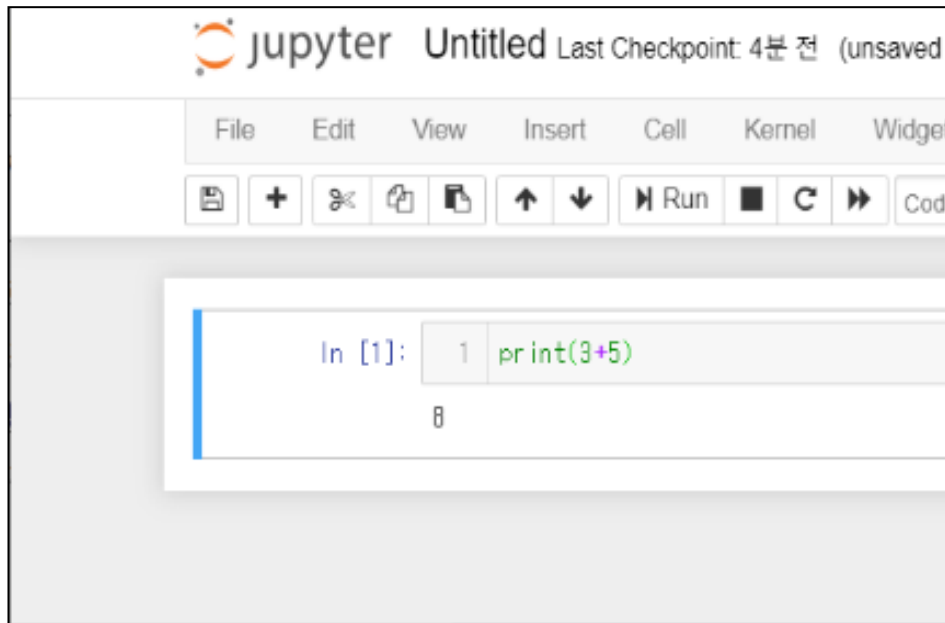 jupyter Untitled Last Checkpoint: 4분 전 (unsaved
File Edit View Insert Cell Kernel Widget
Run Cod
In [1]: 1 print(3+5)
8